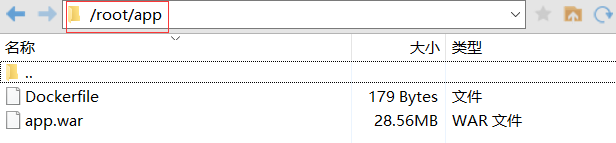 /root/app
名称 大小 类型
..
Dockerfile 179 Bytes 文件
app.war 28.56MB WAR 文件